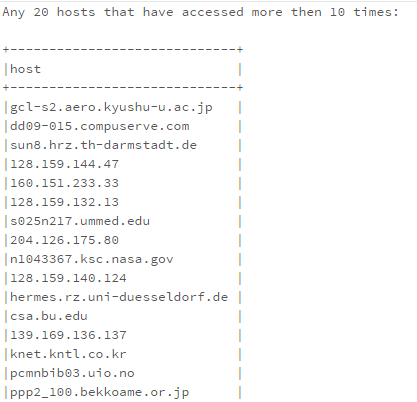 Any 20 hosts that have accessed more then 10 times:
+-----------------------------+
|host                         |
+-----------------------------+
|gcl-s2.aero.kyushu-u.ac.jp   |
|dd09-015.compuserve.com      |
|sun8.hrz.th-darmstadt.de     |
|128.159.144.47               |
|160.151.233.33               |
|128.159.132.13               |
|s025n217.ummed.edu           |
|204.126.175.80               |
|n1043367.ksc.nasa.gov        |
|128.159.140.124              |
|hermes.rz.uni-duesseldorf.de |
|csa.bu.edu                   |
|139.169.136.137              |
|knet.kntl.co.kr              |
|pcmnbib03.uio.no             |
|ppp2_100.bekkoame.or.jp      |